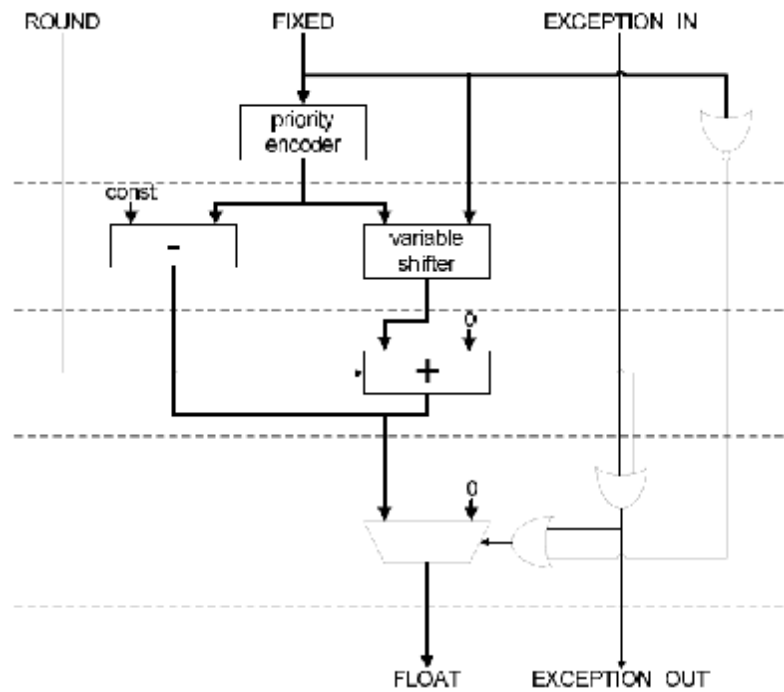 ROUND FIXED EXCEPTION IN
priority
encoder
const
-
variable
shifter
0
+
0
FLOAT EXCEPTION OUT